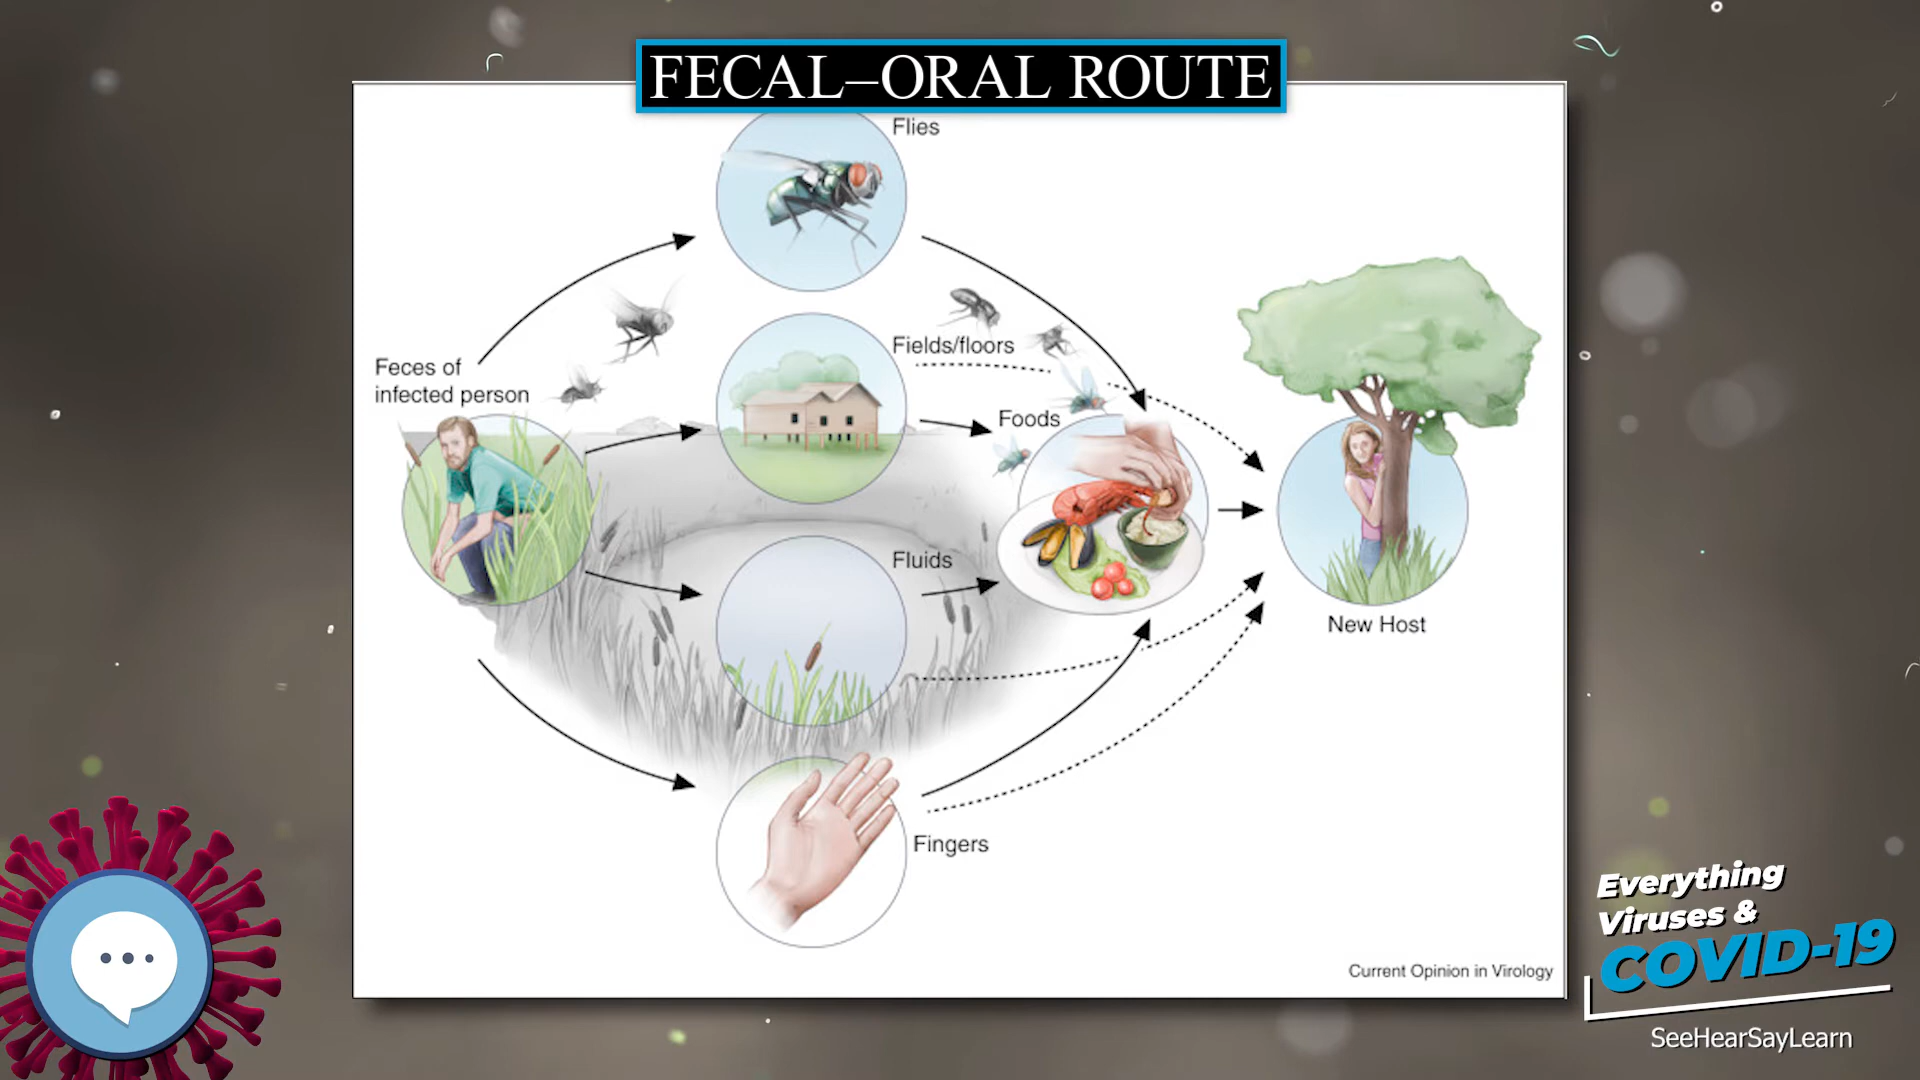 FECAL–ORAL ROUTE
Flies
Fields/floors
Feces of
infected person
Foods
Fluids
New Host
Fingers
Current Opinion in Virology
Everything
Viruses &
COVID-19
SeeHearSayLearn